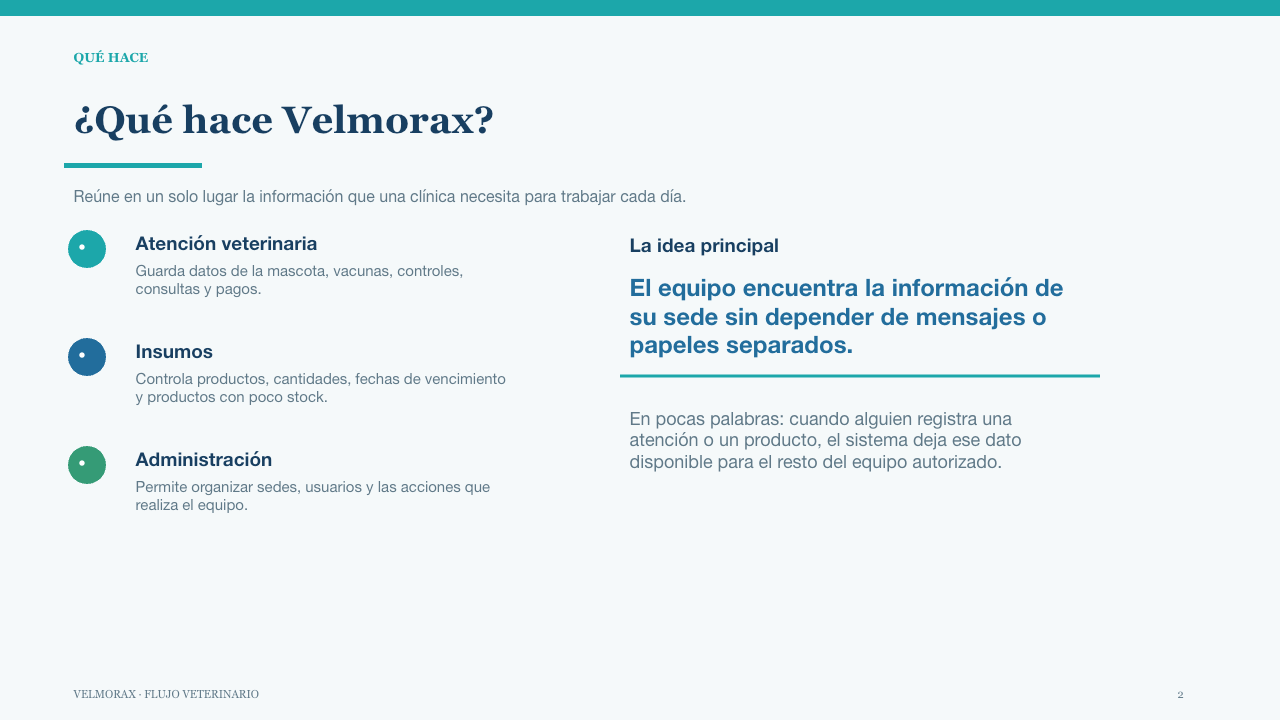 QUÉ HACE
¿Qué hace Velmorax?
Reúne en un solo lugar la información que una clínica necesita para trabajar cada día.
Atención veterinaria
Guarda datos de la mascota, vacunas, controles,
consultas y pagos.
Insumos
Controla productos, cantidades, fechas de vencimiento
y productos con poco stock.
Administración
Permite organizar sedes, usuarios y las acciones que
realiza el equipo.
La idea principal
El equipo encuentra la información de
su sede sin depender de mensajes o
papeles separados.
En pocas palabras: cuando alguien registra una
atención o un producto, el sistema deja ese dato
disponible para el resto del equipo autorizado.
VELMORAX · FLUJO VETERINARIO
2